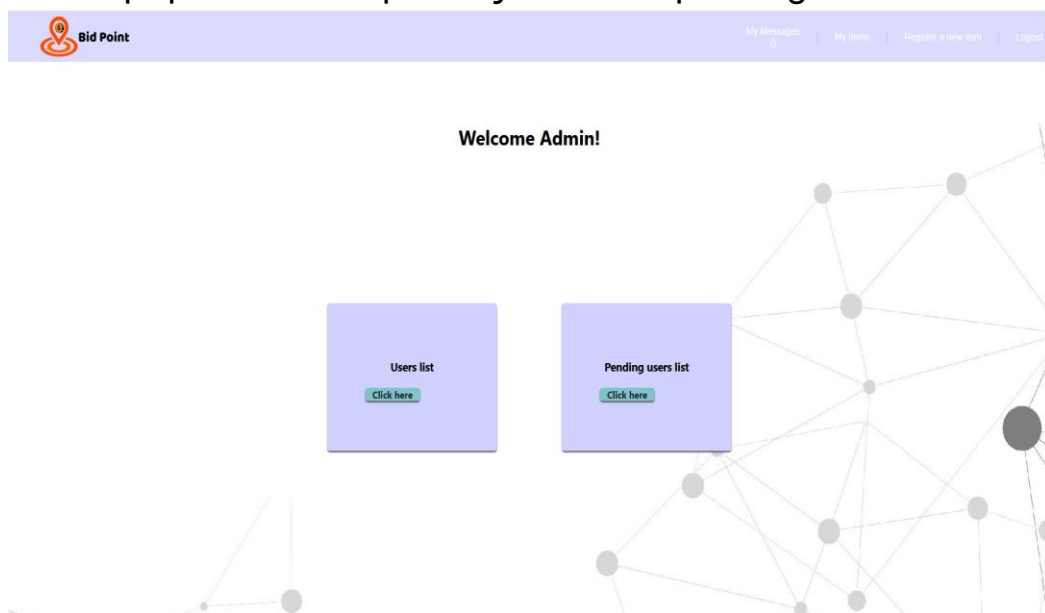 Bid Point
My Messages
()
My Items
|
Register a new item
|
Logout
Welcome Admin!
Users list
Click here
Pending users list
Click here